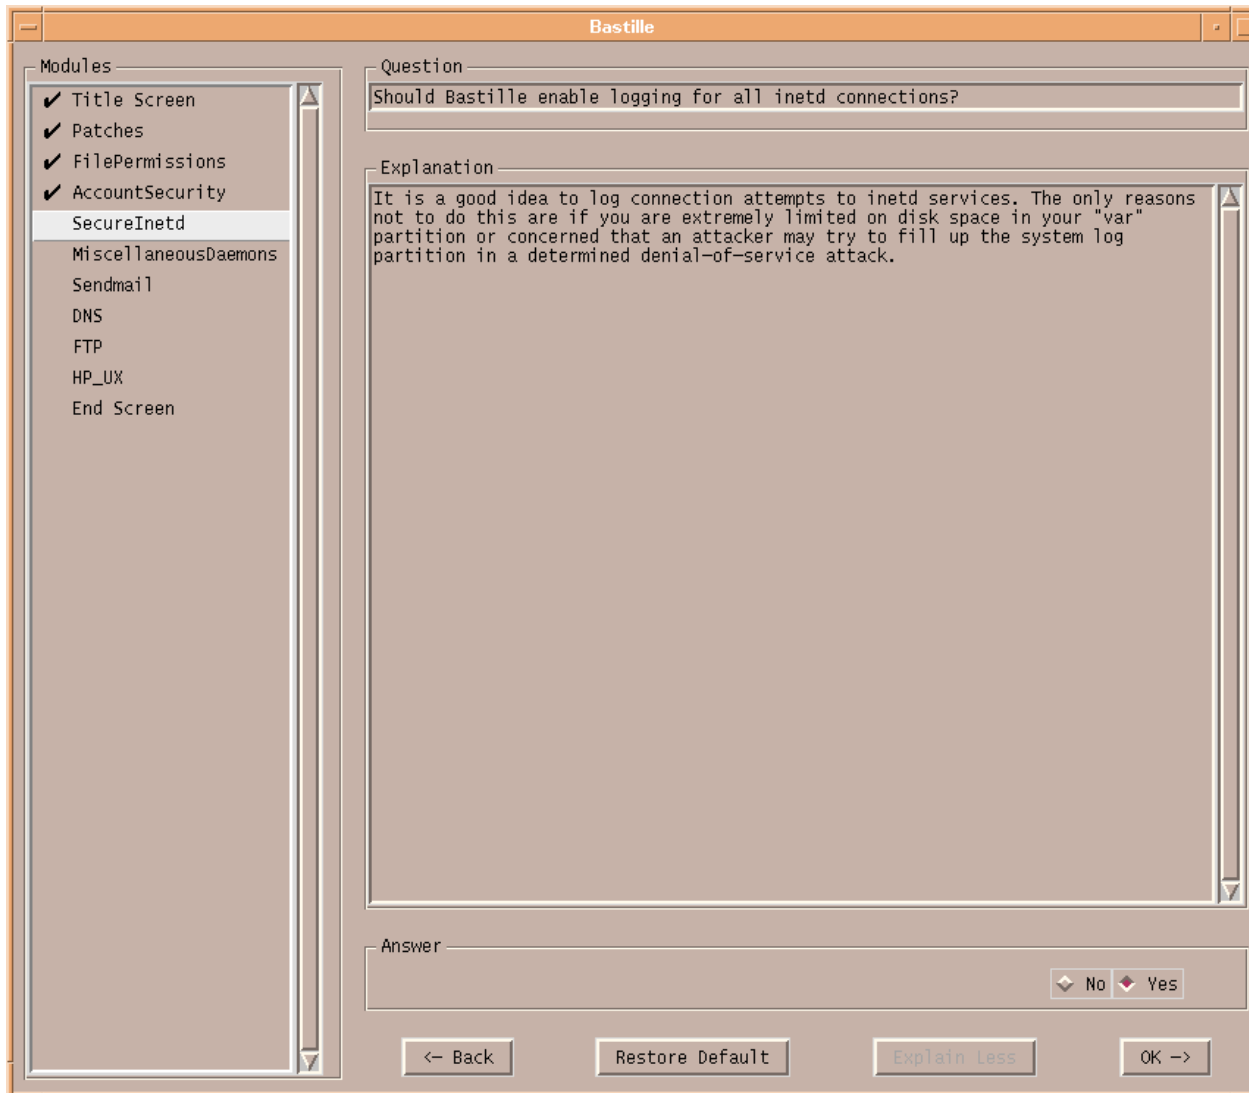 Bastille
Modules
Title Screen
Patches
FilePermissions
AccountSecurity
SecureInetd
MiscellaneousDaemons
Sendmail
DNS
FTP
HP_UX
End Screen
Question
Should Bastille enable logging for all inetd connections?
Explanation
It is a good idea to log connection attempts to inetd services. The only reasons
not to do this are if you are extremely limited on disk space in your "var"
partition or concerned that an attacker may try to fill up the system log
partition in a determined denial-of-service attack.
Answer
No Yes
<- Back Restore Default Explain Less OK ->